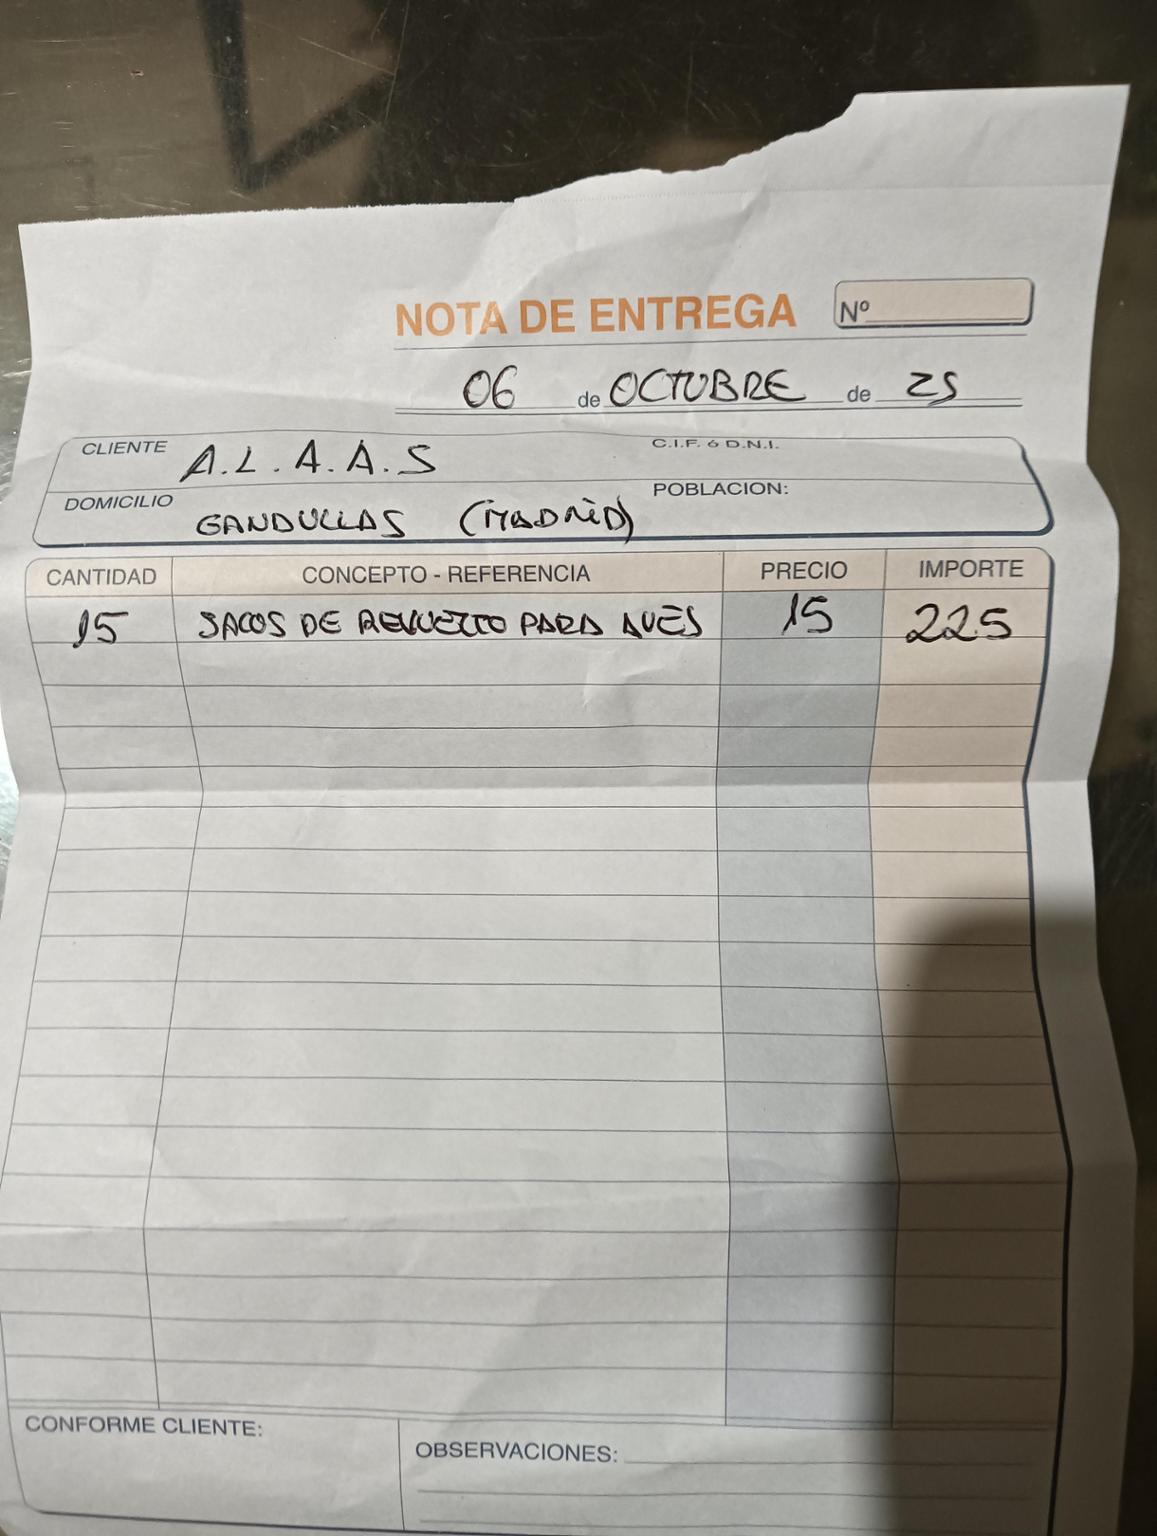 NOTA DE ENTREGA Nº
06 de OCTUBRE de 25
CLIENTE A.L.A.A.S C.I.F. ó D.N.I.
DOMICILIO GANDULLAS (MADRID) POBLACION:
CANTIDAD CONCEPTO - REFERENCIA PRECIO IMPORTE
15 SACOS DE REVUELTO PARA AVES 15 225
CONFORME CLIENTE:
OBSERVACIONES: